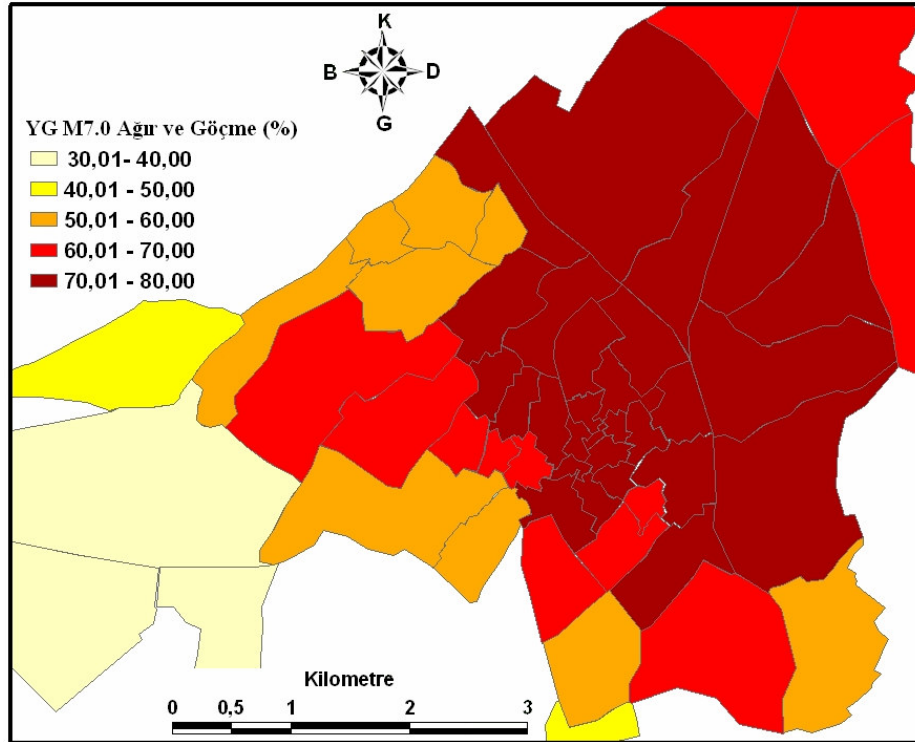 K
B D
G
YG M7.0 Ağır ve Göçme (%)
30,01- 40,00
40,01 - 50,00
50,01 - 60,00
60,01 - 70,00
70,01 - 80,00
Kilometre
0 0,5 1 2 3